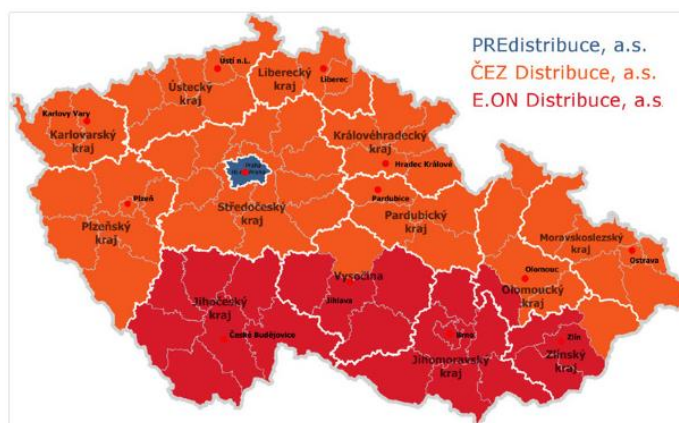 PREdistribuce, a.s.
ČEZ Distribuce, a.s.
E.ON Distribuce, a.s
Ústí n.L.
Ústecký
kraj
Liberecký
kraj
Liberec
Karlovy Vary
Karlovarský
kraj
Královéhradecký
kraj
Hradec Králové
Praha
Středočeský
kraj
Plzeň
Plzeňský
kraj
Pardubice
Pardubický
kraj
Moravskoslezský
kraj
Ostrava
Olomouc
Olomoucký
kraj
Vysočina
Jihlava
Jihočeský
kraj
České Budějovice
Brno
Jihomoravský
kraj
Zlín
Zlínský
kraj